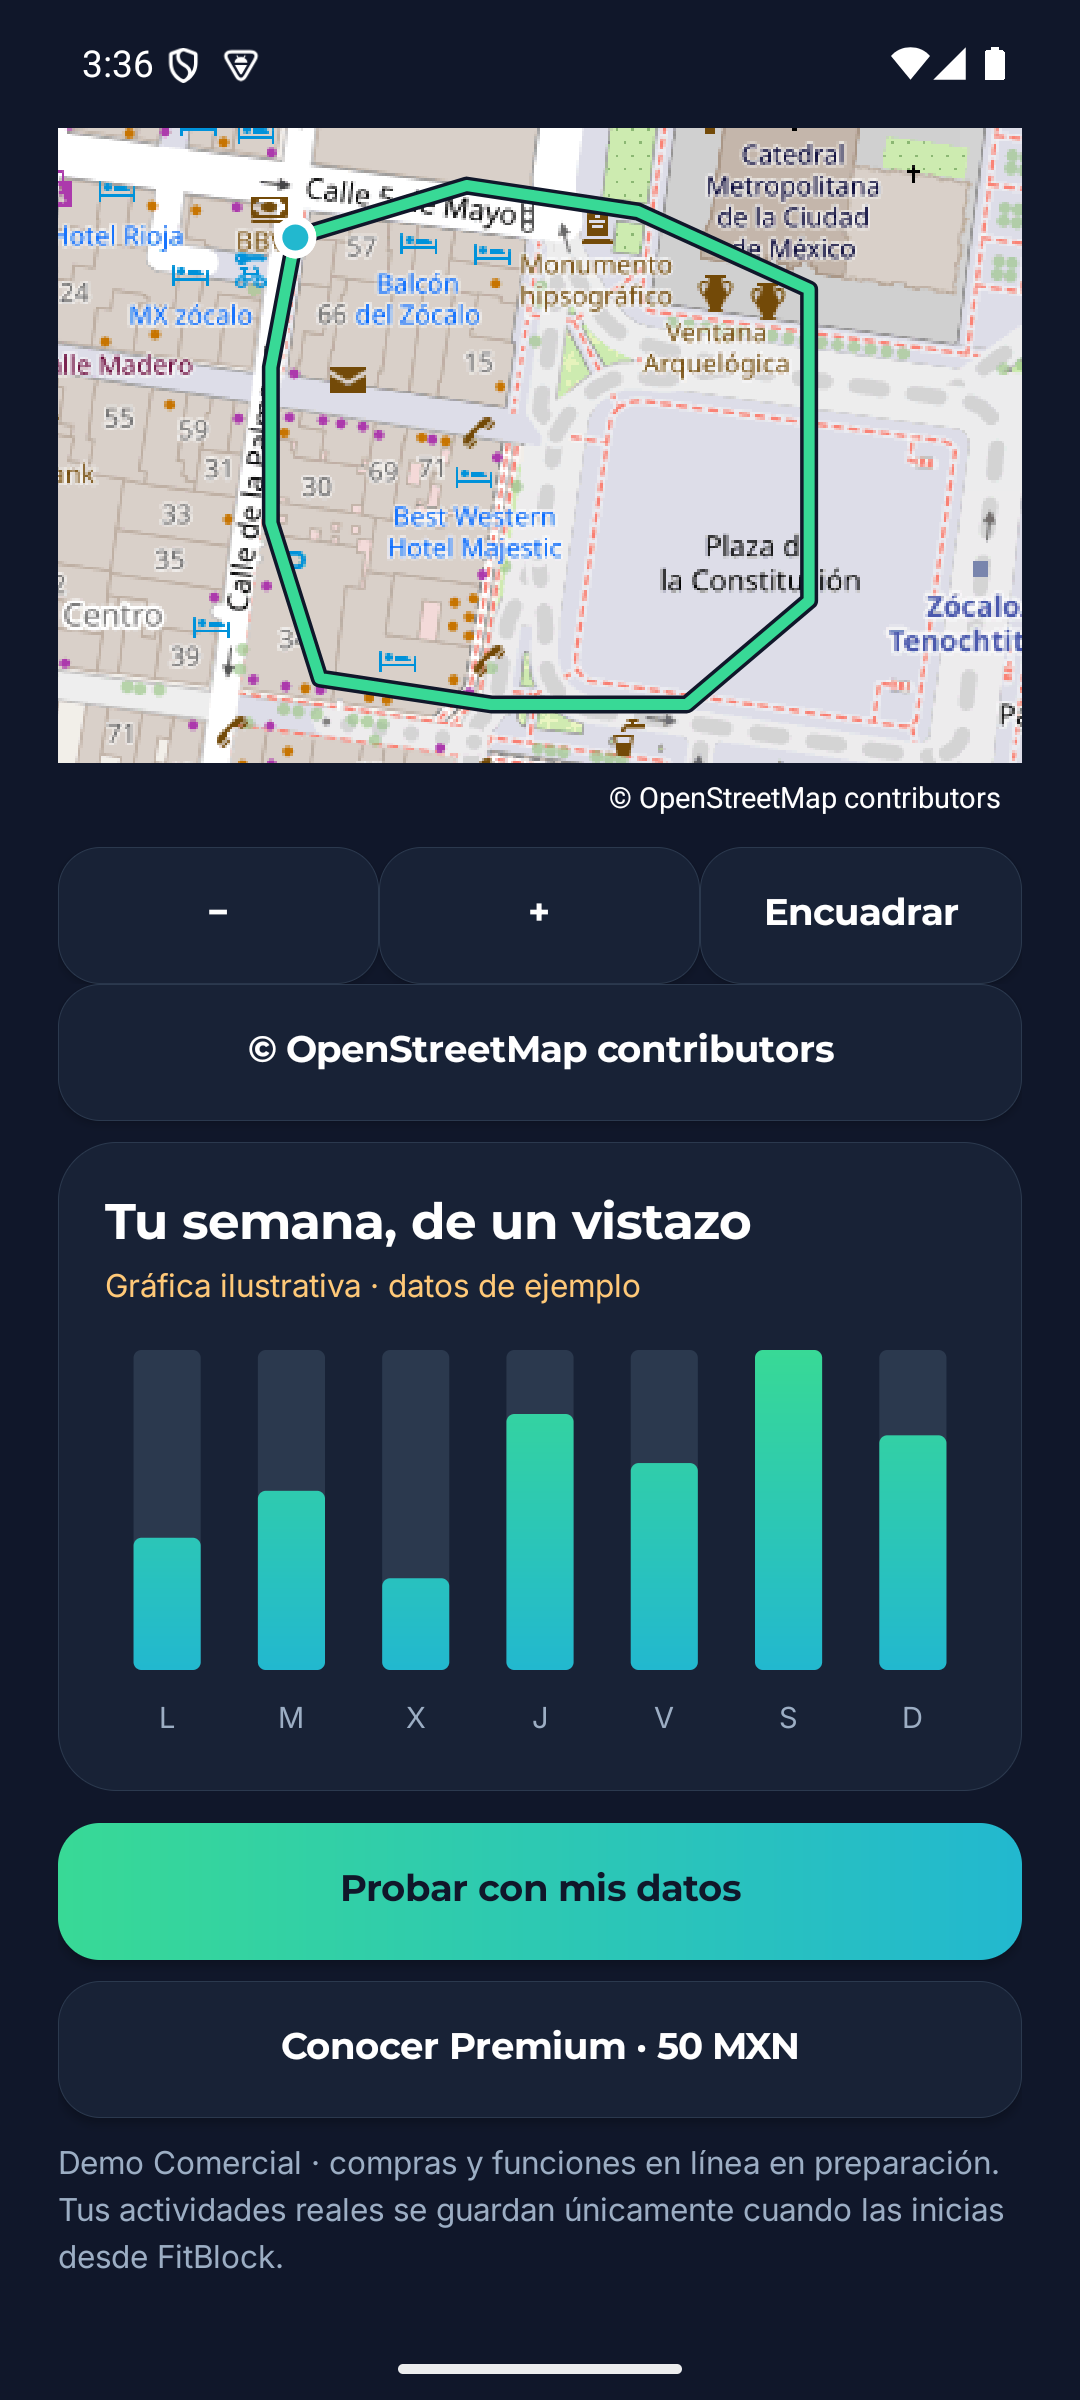 3:36
Catedral
Metropolitana
de la Ciudad
de México
Calle 5 de Mayo
Hotel Rioja
57
Balcón
66 del Zócalo
Monumento
hipsográfico
24
MX zócalo
Ventana
Arqueológica
15
55
59
31
30
69
71
33
Best Western
Hotel Majestic
35
Calle de la Palma
Plaza de
la Constitución
Centro
39
Zócalo
71
© OpenStreetMap contributors
−
+
Encuadrar
© OpenStreetMap contributors
Tu semana, de un vistazo
Gráfica ilustrativa · datos de ejemplo
L M X J V S D
Probar con mis datos
Conocer Premium · 50 MXN
Demo Comercial · compras y funciones en línea en preparación.
Tus actividades reales se guardan únicamente cuando las inicias
desde FitBlock.